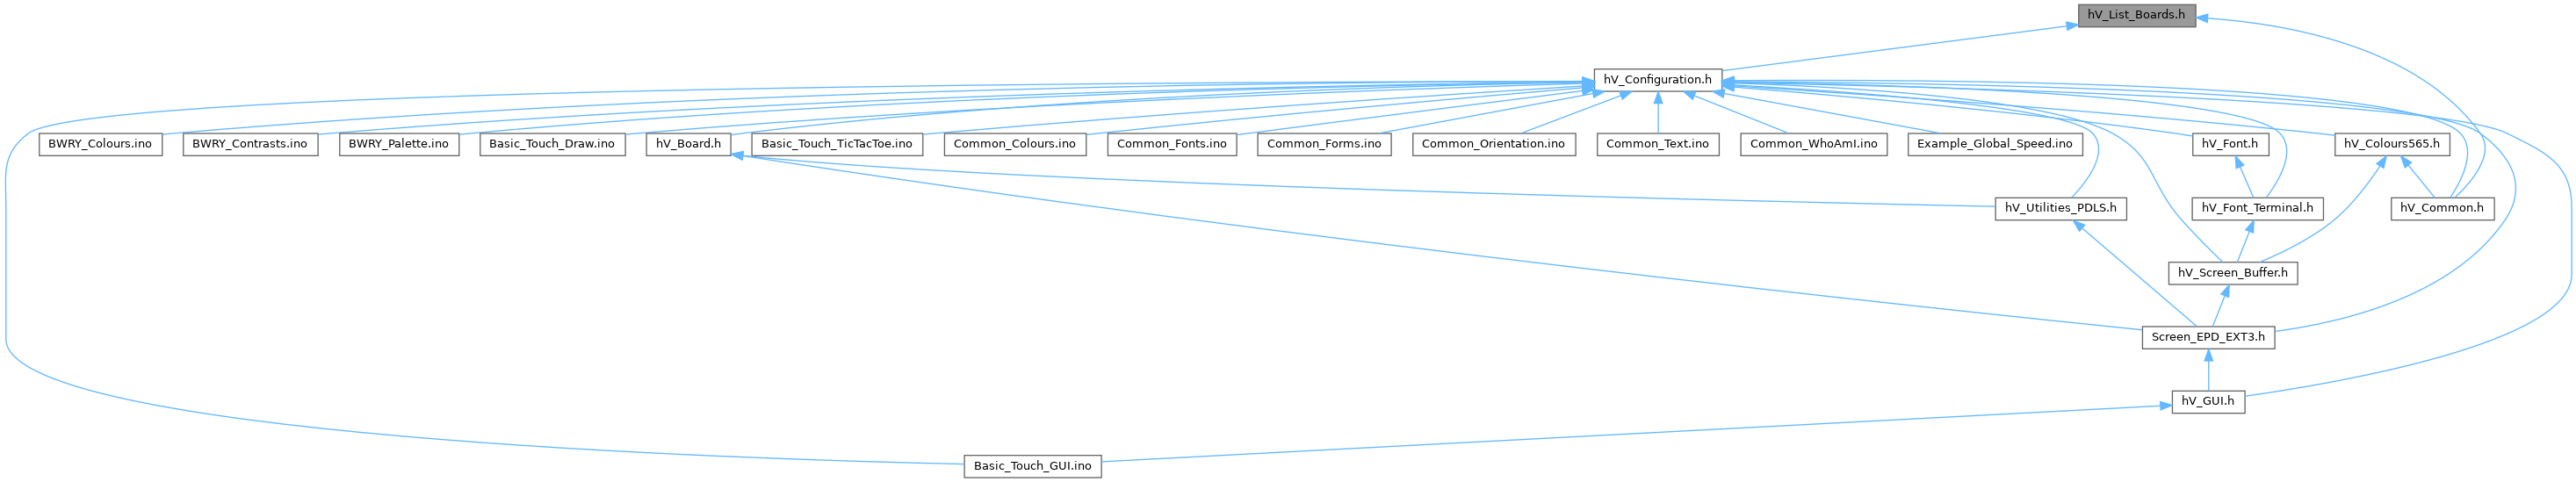 hV_List_Boards.h
hV_Configuration.h
BWRY_Colours.ino
BWRY_Contrasts.ino
BWRY_Palette.ino
Basic_Touch_Draw.ino
hV_Board.h
Basic_Touch_TicTacToe.ino
Common_Colours.ino
Common_Fonts.ino
Common_Forms.ino
Common_Orientation.ino
Common_Text.ino
Common_WhoAmI.ino
Example_Global_Speed.ino
hV_Font.h
hV_Colours565.h
hV_Utilities_PDLS.h
hV_Font_Terminal.h
hV_Common.h
hV_Screen_Buffer.h
Screen_EPD_EXT3.h
hV_GUI.h
Basic_Touch_GUI.ino